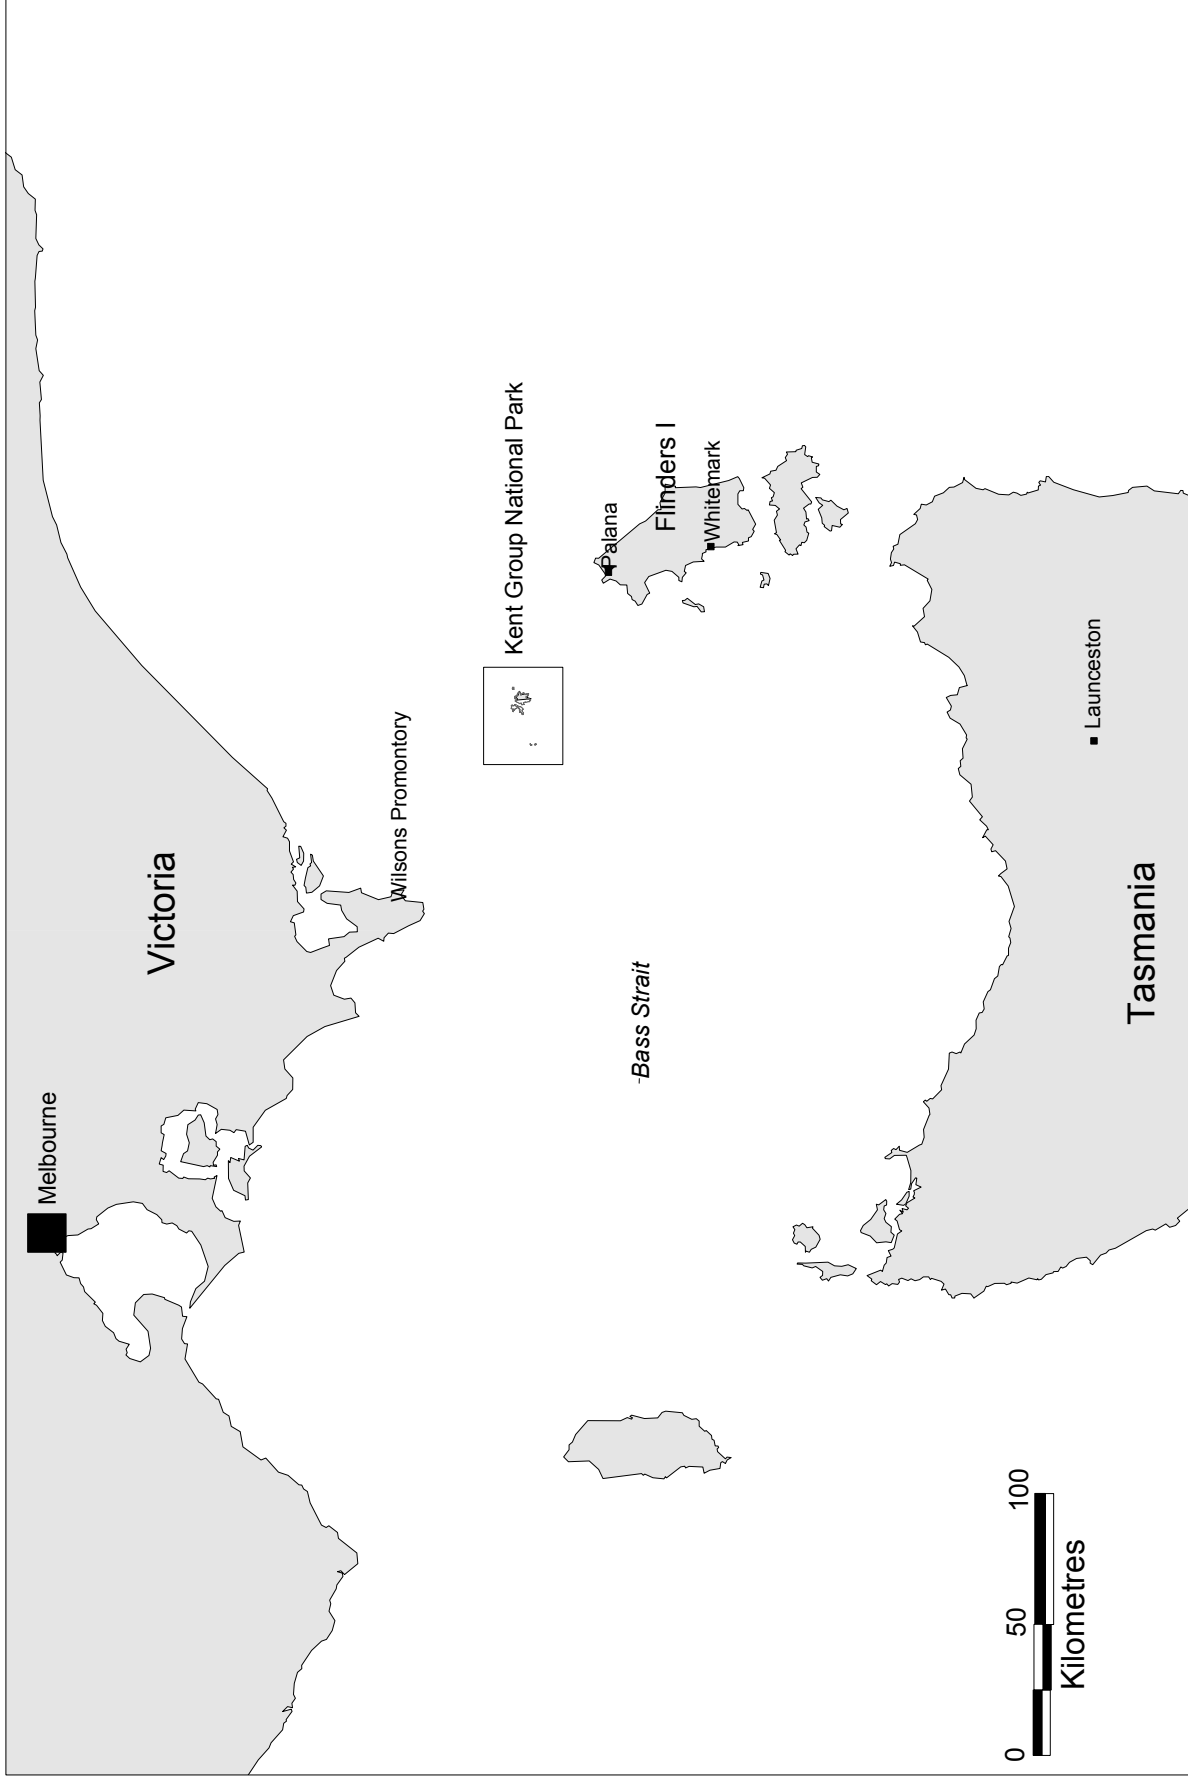 Melbourne
Victoria
Wilsons Promontory
Kent Group National Park
Palana
Flinders I
Whitemark
-Bass Strait
Launceston
Tasmania
0 50 100
Kilometres